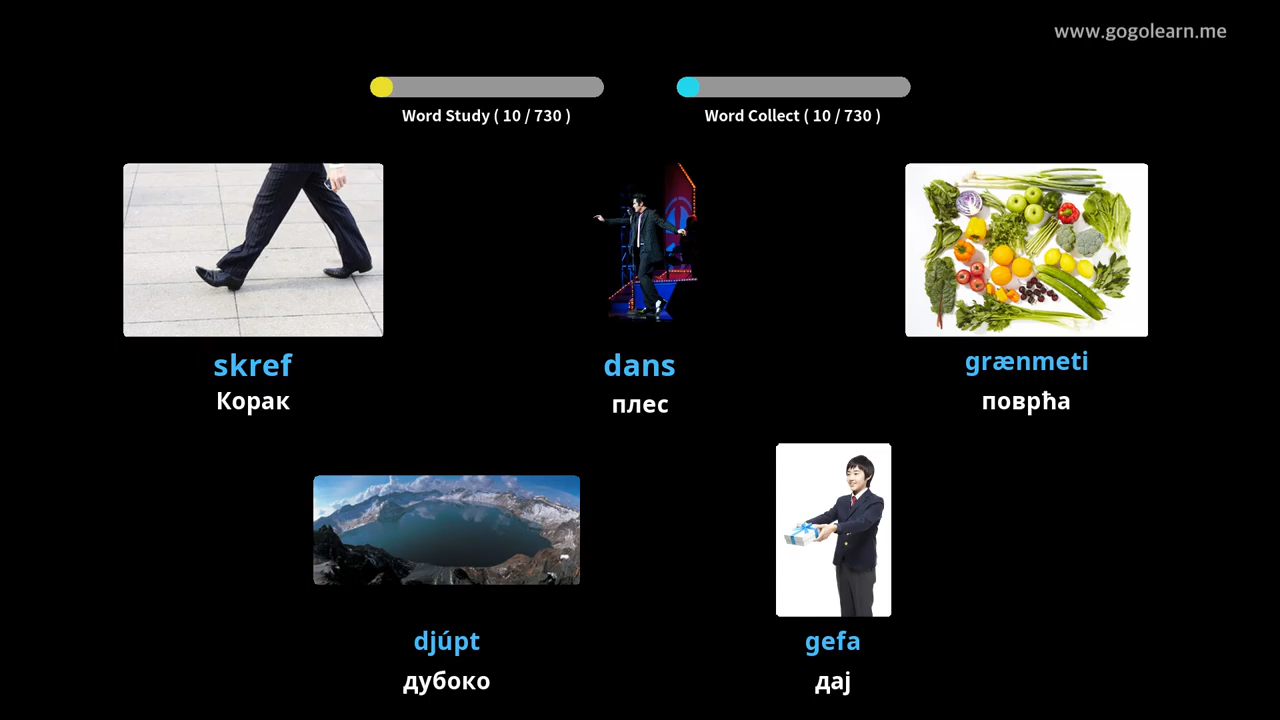 www.gogolearn.me
Word Study ( 10 / 730 )
Word Collect ( 10 / 730 )
skref
Корак
dans
плес
grænmeti
поврћа
djúpt
дубоко
gefa
дај